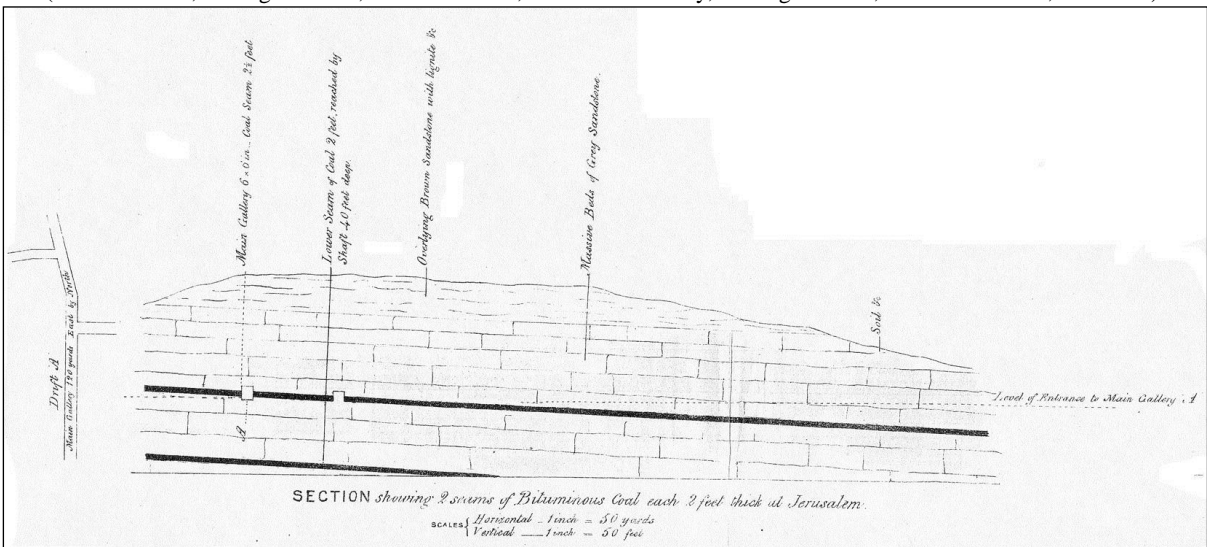 Main Gallery 6 x 6 in _ Coal Seam 2½ feet
Lower Seam of Coal 2 feet, reached by
Shaft 40 feet deep.
Overlying Brown Sandstone with lignite &c
Massive Beds of Grey Sandstone.
Soil &c
Drift A
Main Gallery 120 yards East by North
A
Level of Entrance to Main Gallery A
SECTION showing 2 seams of Bituminous Coal each 2 feet thick at Jerusalem.
SCALES { Horizontal _ 1 inch = 50 yards
Vertical __ 1 inch = 50 feet